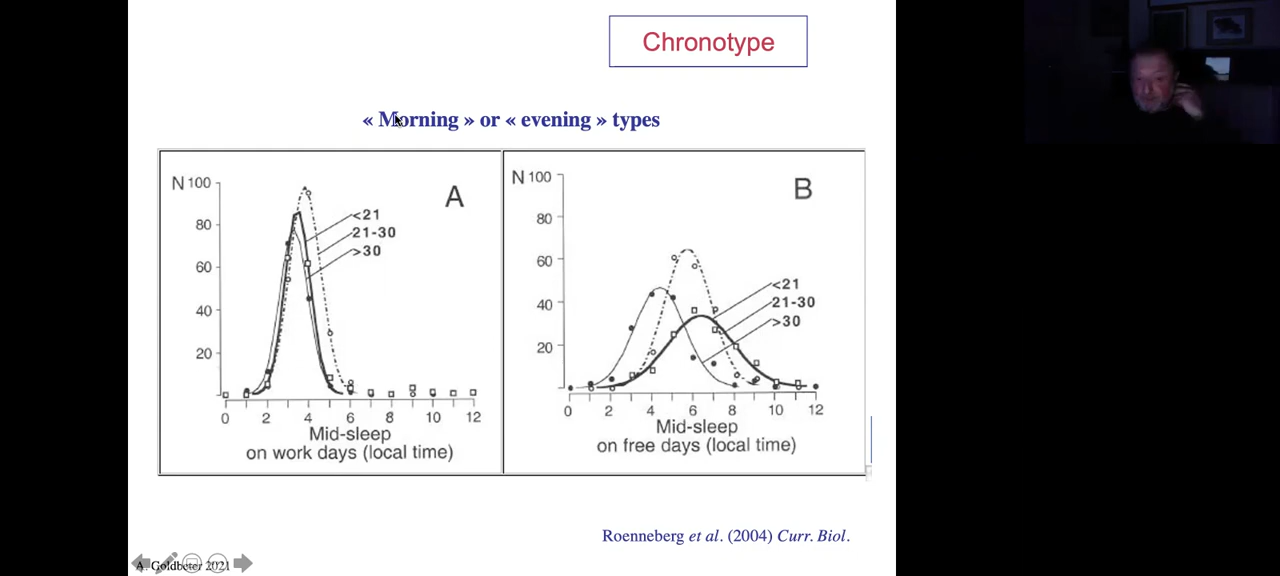 Chronotype
« Morning » or « evening » types
N 100
80
60
40
20
A
<21
21-30
>30
0 2 4 6 8 10 12
Mid-sleep
on work days (local time)
N 100
80
60
40
20
B
<21
21-30
>30
0 2 4 6 8 10 12
Mid-sleep
on free days (local time)
Roenneberg et al. (2004) Curr. Biol.
A. Goldbeter 2021